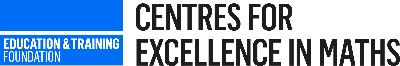 EDUCATION & TRAINING
FOUNDATION
CENTRES FOR
EXCELLENCE IN MATHS